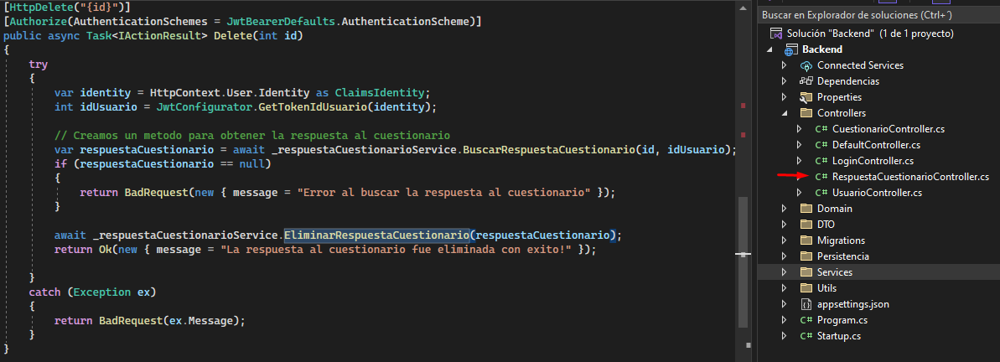 [HttpDelete("{id}")]
[Authorize(AuthenticationSchemes = JwtBearerDefaults.AuthenticationScheme)]
public async Task<IActionResult> Delete(int id)
{
try
{
var identity = HttpContext.User.Identity as ClaimsIdentity;
int idUsuario = JwtConfigurator.GetTokenIdUsuario(identity);
// Creamos un metodo para obtener la respuesta al cuestionario
var respuestaCuestionario = await _respuestaCuestionarioService.BuscarRespuestaCuestionario(id, idUsuario);
if (respuestaCuestionario == null)
{
return BadRequest(new { message = "Error al buscar la respuesta al cuestionario" });
}
await _respuestaCuestionarioService.EliminarRespuestaCuestionario(respuestaCuestionario);
return Ok(new { message = "La respuesta al cuestionario fue eliminada con exito!" });
}
catch (Exception ex)
{
return BadRequest(ex.Message);
}
}
Buscar en Explorador de soluciones (Ctrl+´)
Solución "Backend" (1 de 1 proyecto)
Backend
Connected Services
Dependencias
Properties
Controllers
C# CuestionarioController.cs
C# DefaultController.cs
C# LoginController.cs
C# RespuestaCuestionarioController.cs
C# UsuarioController.cs
Domain
DTO
Migrations
Persistencia
Services
Utils
appsettings.json
C# Program.cs
C# Startup.cs